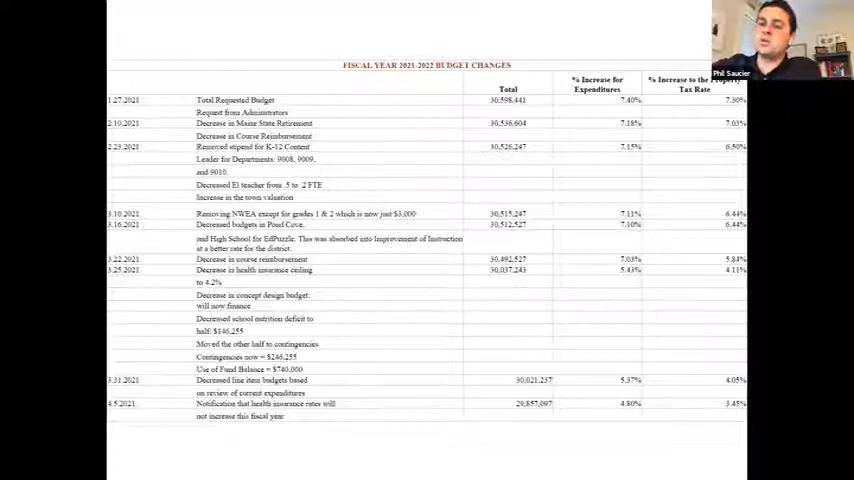 Phil Saucier
FISCAL YEAR 2021-2022 BUDGET CHANGES
Total % Increase for Expenditures % Increase to the Property Tax Rate
1.27.2021 Total Requested Budget 30,598,441 7.40% 7.30%
Request from Adminstrators
2.10.2021 Decrease in Maine State Retirement 30,536,604 7.18% 7.03%
Decrease in Course Reimbursement
2.23.2021 Removed stipend for K-12 Content 30,526,247 7.15% 6.50%
Leader for Departments: 9008, 9009,
and 9010.
Decreased El teacher from .5 to .2 FTE
Increase in the town valuation
3.10.2021 Removing NWEA except for grades 1 & 2 which is now just $3,000 30,515,247 7.11% 6.44%
3.16.2021 Decreased budgets in Pond Cove, 30,512,527 7.10% 6.44%
and High School for EdPuzzle. This was absorbed into Improvement of Instruction
at a better rate for the district.
3.22.2021 Decrease in course reimbursement 30,492,527 7.03% 5.84%
3.25.2021 Decrease in health insurance ceiling 30,037,243 5.43% 4.11%
to 4.2%
Decrease in concept design budget:
will now finance
Decreased school nutrition deficit to
half: $146,255
Moved the other half to contingencies
Contingencies now = $246,255
Use of Fund Balance = $740,000
3.31.2021 Decreased line item budgets based 30,021,237 5.37% 4.05%
on review of current expenditures
4.5.2021 Notification that health insurance rates will 29,857,097 4.80% 3.45%
not increase this fiscal year